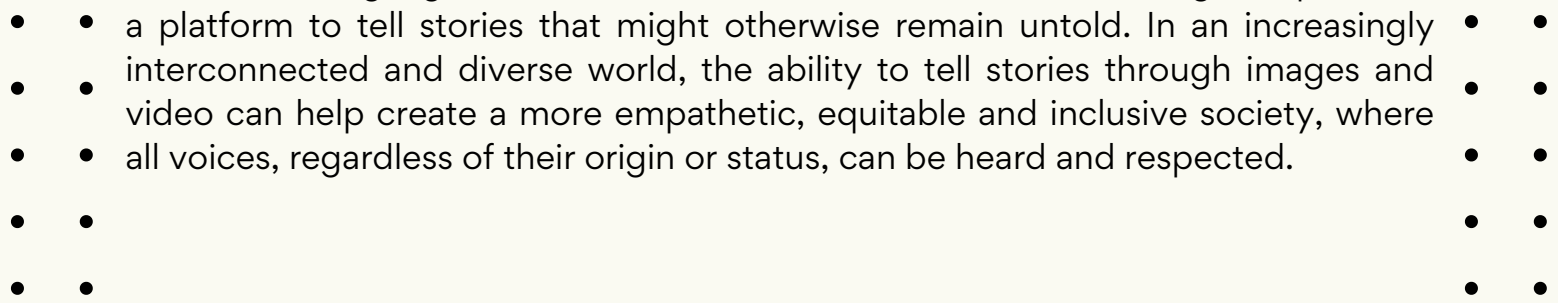 a platform to tell stories that might otherwise remain untold. In an increasingly
interconnected and diverse world, the ability to tell stories through images and
video can help create a more empathetic, equitable and inclusive society, where
all voices, regardless of their origin or status, can be heard and respected.